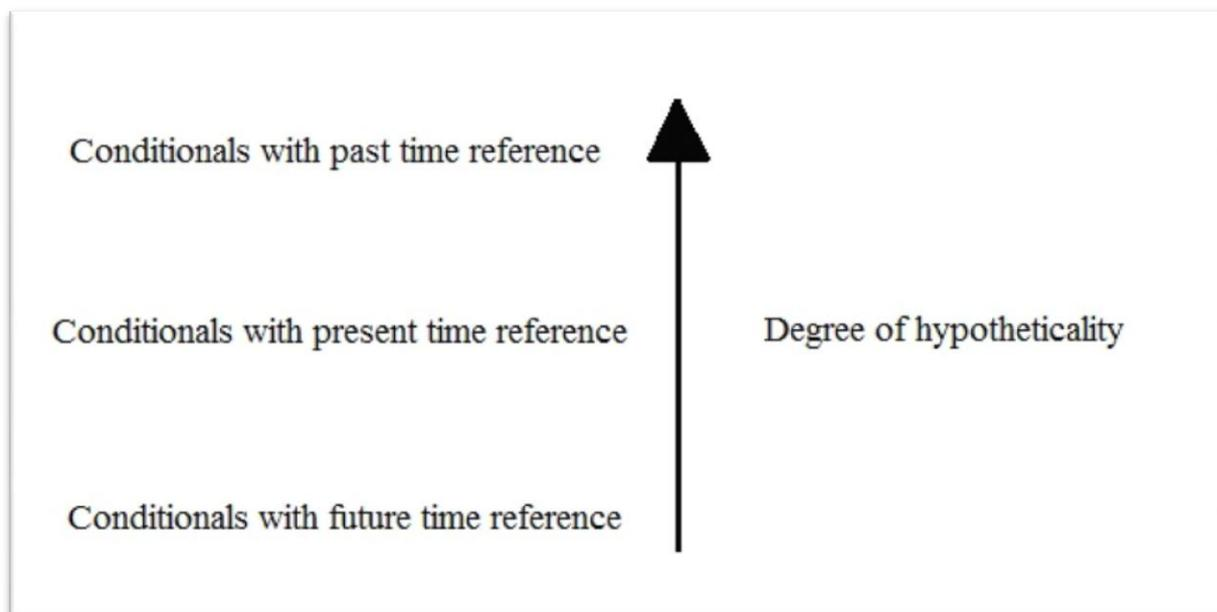 Conditionals with past time reference
Conditionals with present time reference
Degree of hypotheticality
Conditionals with future time reference